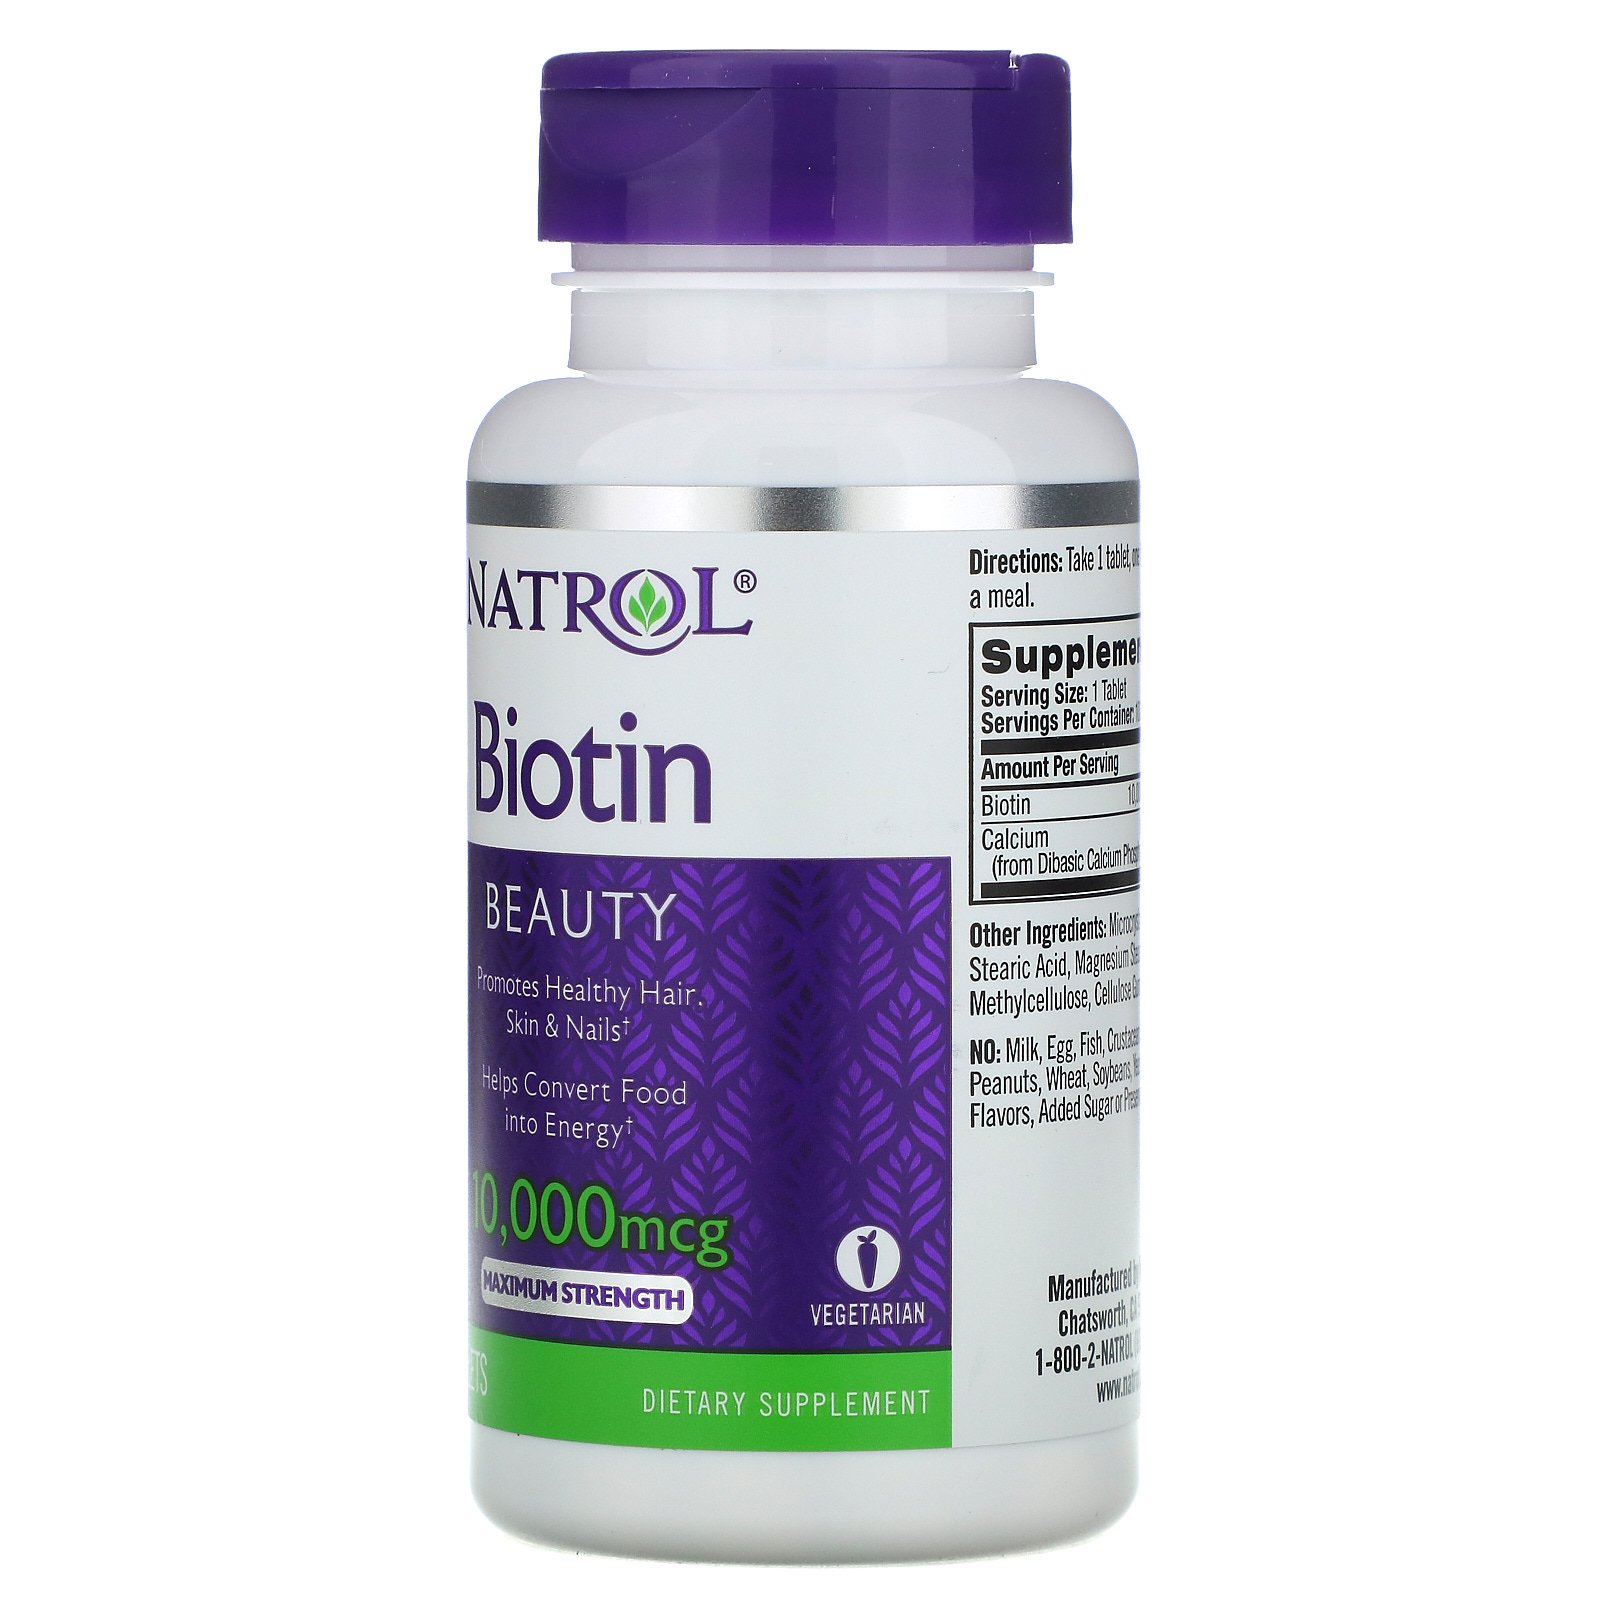 NATROL®
Biotin
BEAUTY
Promotes Healthy Hair,
Skin & Nails†
Helps Convert Food
into Energy†
10,000mcg
MAXIMUM STRENGTH
VEGETARIAN
DIETARY SUPPLEMENT
Directions: Take 1 tablet,
a meal.
Serving Size: 1 Tablet
Servings Per Container:
Amount Per Serving
Biotin
Calcium
(from Dibasic Calcium
Other Ingredients:
Stearic Acid, Magnesium
Methylcellulose, Cellulose
NO: Milk, Egg, Fish,
Peanuts, Wheat, Soybeans,
Flavors, Added Sugar or
Manufactured by
Chatsworth, CA
1-800-2-NATROL